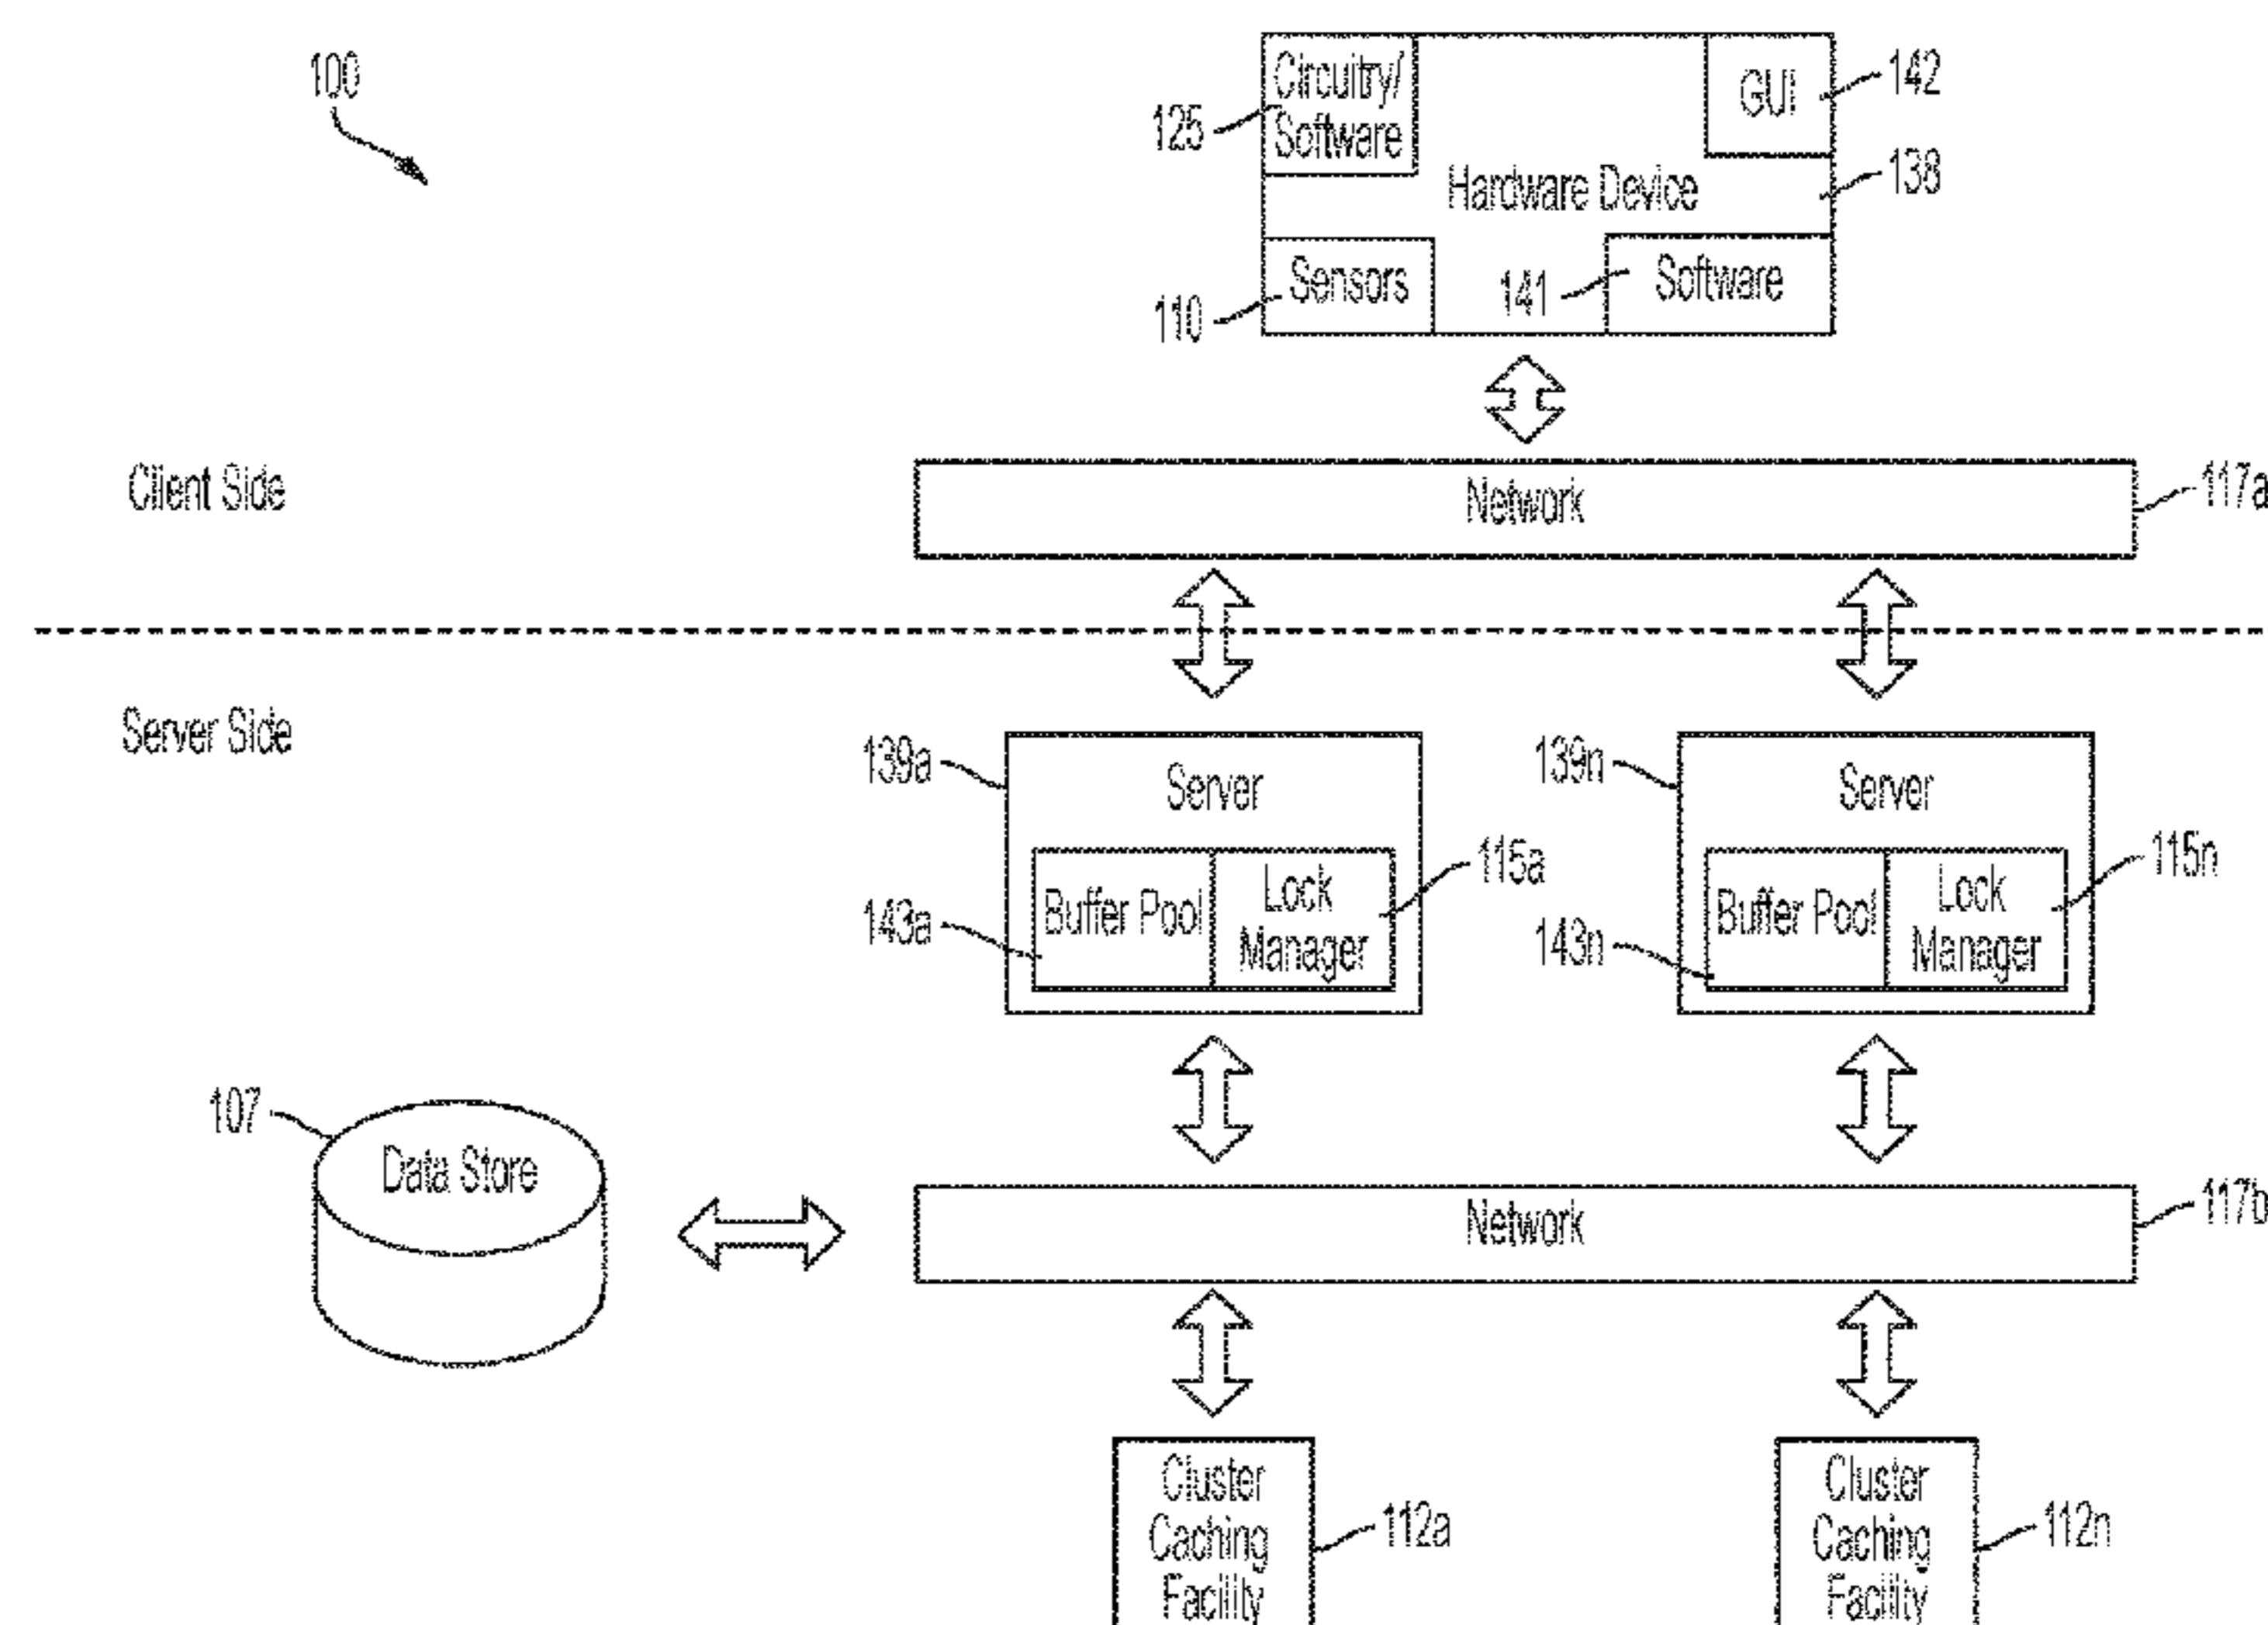 100
Circuitry/
Software
125
GUI
142
Hardware Device
138
Sensors
110
141
Software
Client Side
Network
117a
Server Side
139a
Server
143a
Buffer Pool
Lock
Manager
115a
139n
Server
143n
Buffer Pool
Lock
Manager
115n
107
Data Store
Network
117b
Cluster
Caching
Facility
112a
Cluster
Caching
Facility
112n